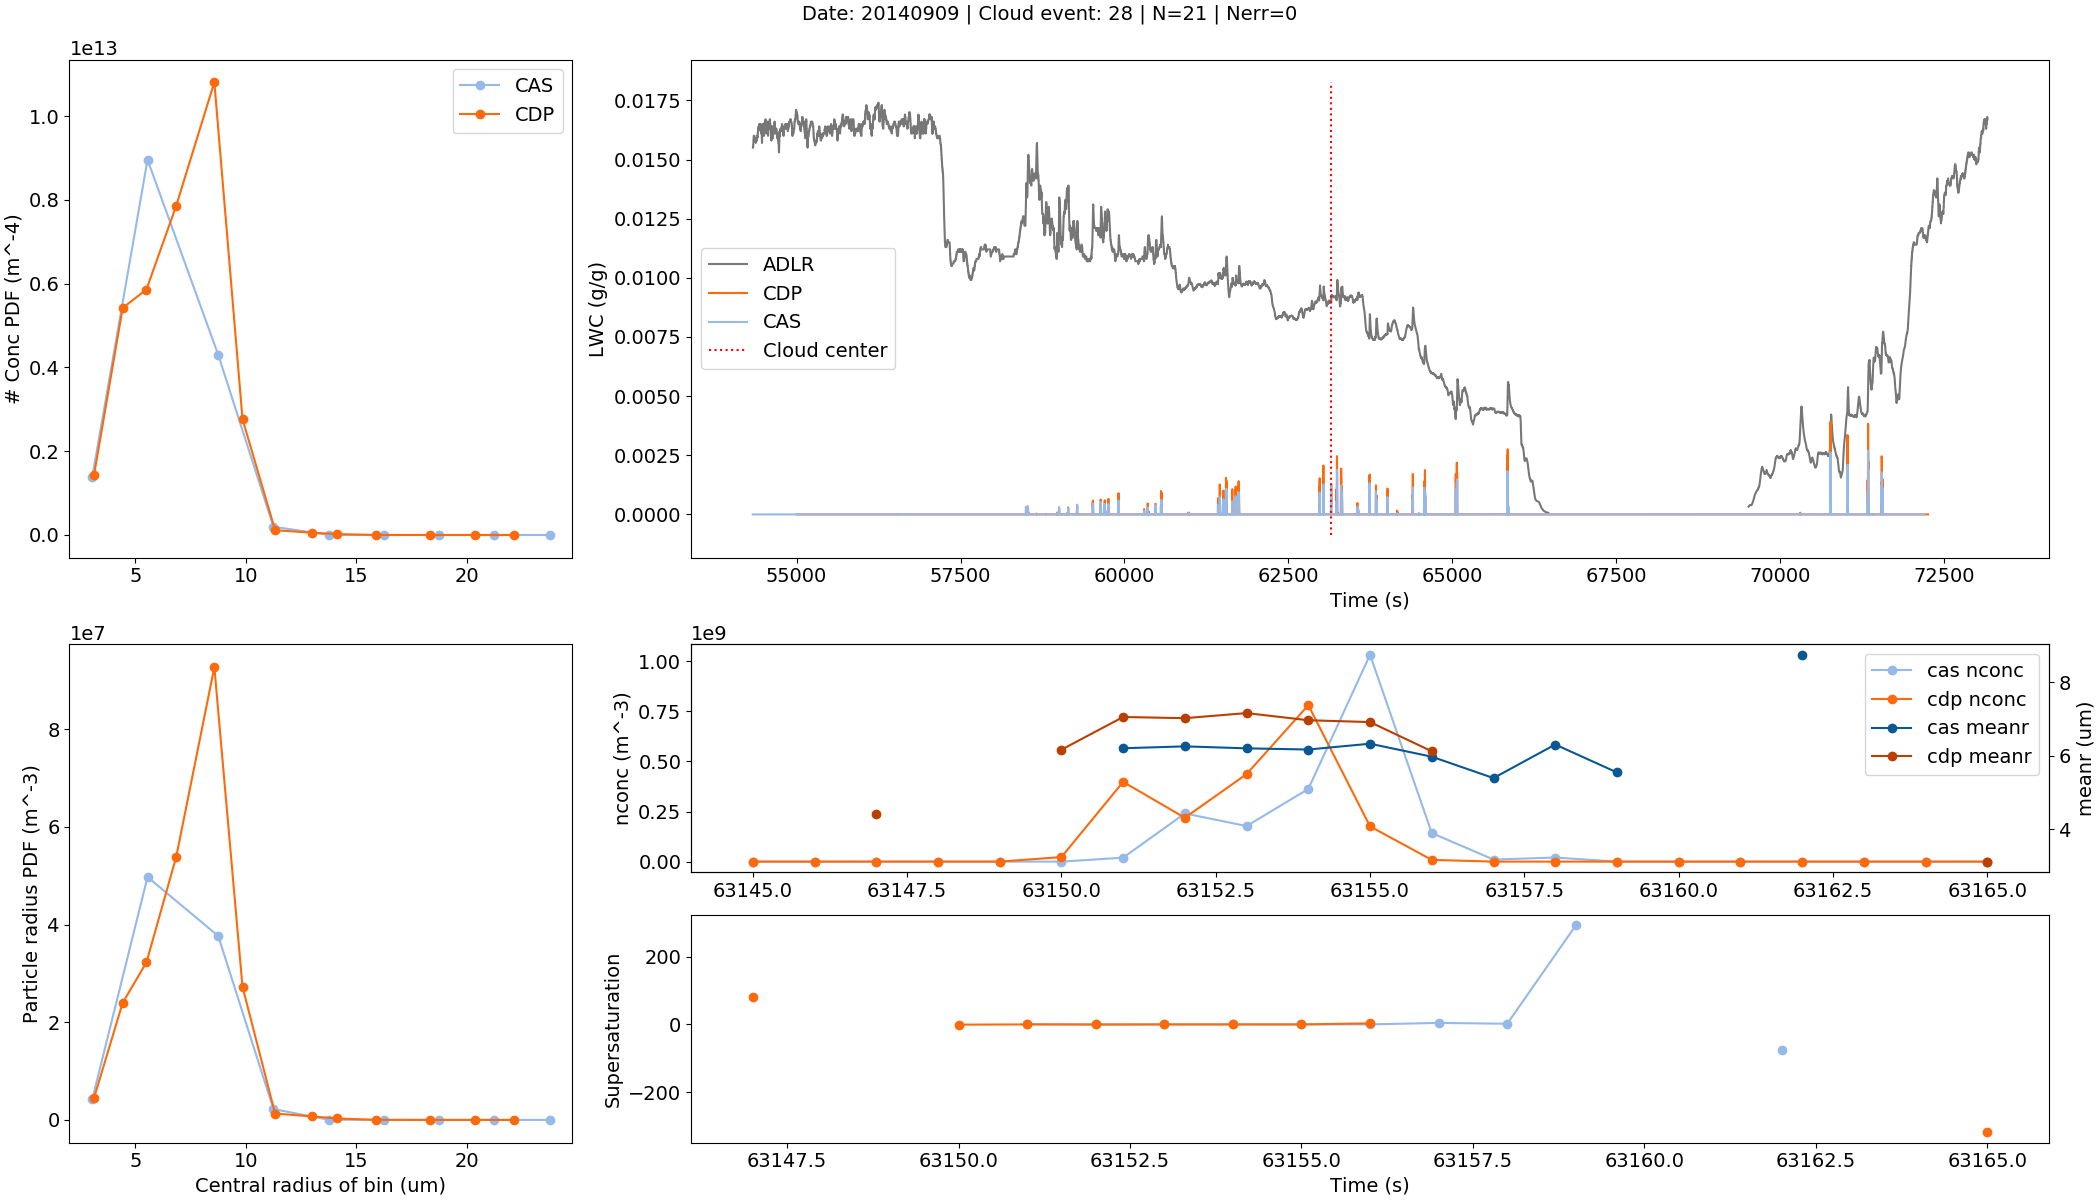 Date: 20140909 | Cloud event: 28 | N=21 | Nerr=0
1e13
# Conc PDF (m^-4)
1.0
0.8
0.6
0.4
0.2
0.0
5 10 15 20
CAS
CDP
LWC (g/g)
0.0175
0.0150
0.0125
0.0100
0.0075
0.0050
0.0025
0.0000
ADLR
CDP
CAS
Cloud center
55000 57500 60000 62500 65000 67500 70000 72500
Time (s)
1e7
Particle radius PDF (m^-3)
8
6
4
2
0
5 10 15 20
Central radius of bin (um)
1e9
nconc (m^-3)
1.00
0.75
0.50
0.25
0.00
cas nconc
cdp nconc
cas meanr
cdp meanr
8
6
4
meanr (um)
63145.0 63147.5 63150.0 63152.5 63155.0 63157.5 63160.0 63162.5 63165.0
Supersaturation
200
0
−200
63147.5 63150.0 63152.5 63155.0 63157.5 63160.0 63162.5 63165.0
Time (s)